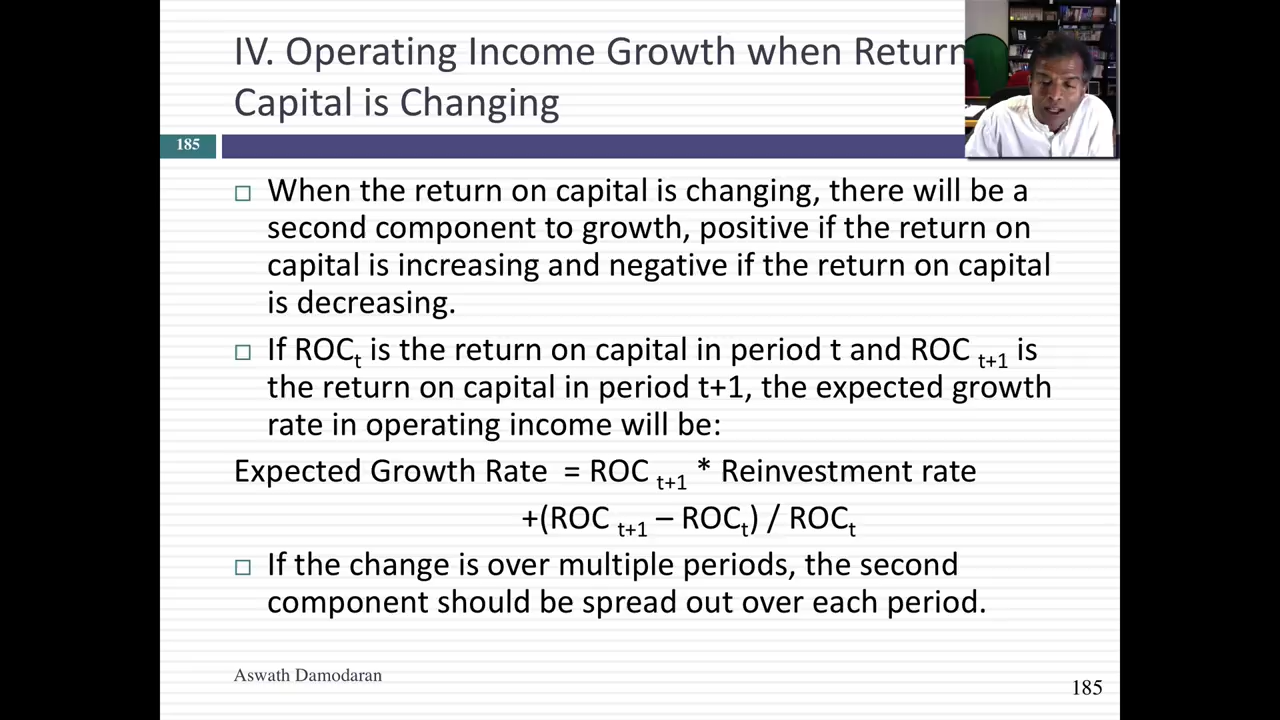 IV. Operating Income Growth when Return
Capital is Changing
185
□ When the return on capital is changing, there will be a
second component to growth, positive if the return on
capital is increasing and negative if the return on capital
is decreasing.
□ If ROCt is the return on capital in period t and ROC t+1 is
the return on capital in period t+1, the expected growth
rate in operating income will be:
Expected Growth Rate = ROC t+1 * Reinvestment rate
+(ROC t+1 – ROCt) / ROCt
□ If the change is over multiple periods, the second
component should be spread out over each period.
Aswath Damodaran
185